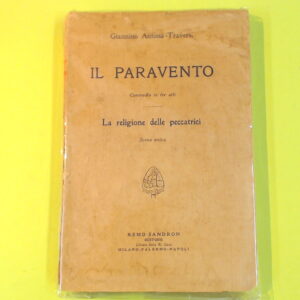 Giannino Antona-Traversi
IL PARAVENTO
Commedia in tre atti
La religione delle peccatrici
Scena unica
REMO SANDRON
EDITORE
MILANO-PALERMO-NAPOLI